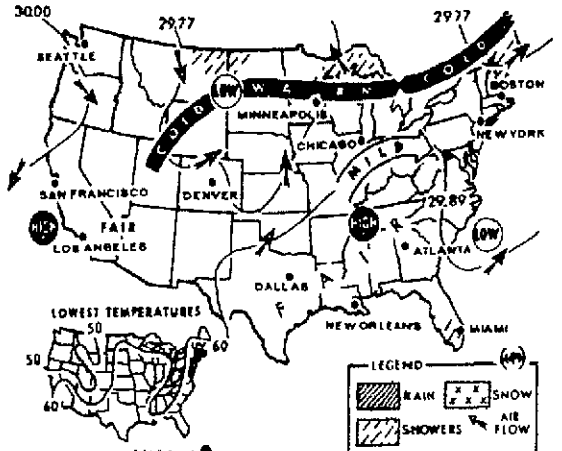 30.00
29.77
29.77
SEATTLE
COLD
LOW
WARM
COLD
BOSTON
MINNEAPOLIS
CHICAGO
NEW YORK
MILD
SAN FRANCISCO
DENVER
29.89
HIGH
FAIR
HIGH
LOW
LOS ANGELES
ATLANTA
FAIR
DALLAS
LOWEST TEMPERATURES
NEW ORLEANS
MIAMI
50
60
50
60
LEGEND
(AP)
RAIN
SNOW
SHOWERS
AIR
FLOW